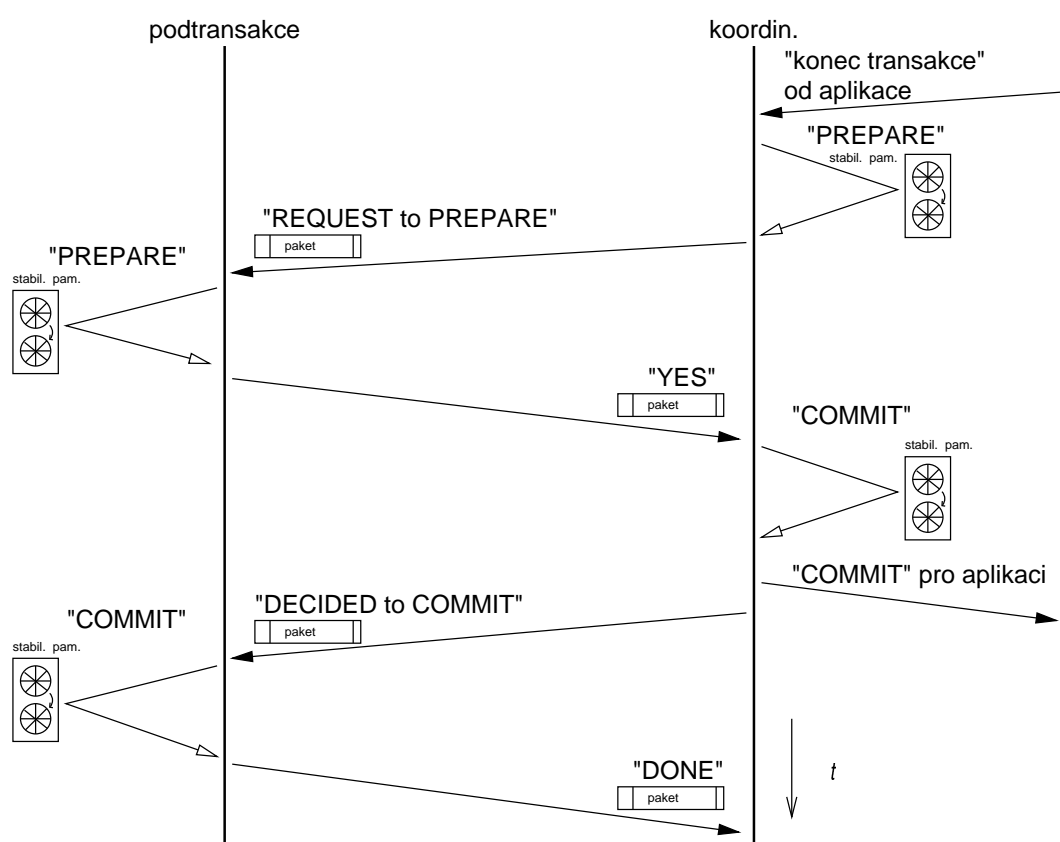 podtransakce
koordin.
"konec transakce"
od aplikace
"PREPARE"
stabil. pam.
"REQUEST to PREPARE"
paket
"PREPARE"
stabil. pam.
"YES"
paket
"COMMIT"
stabil. pam.
"COMMIT" pro aplikaci
"DECIDED to COMMIT"
paket
"COMMIT"
stabil. pam.
"DONE"
paket
t